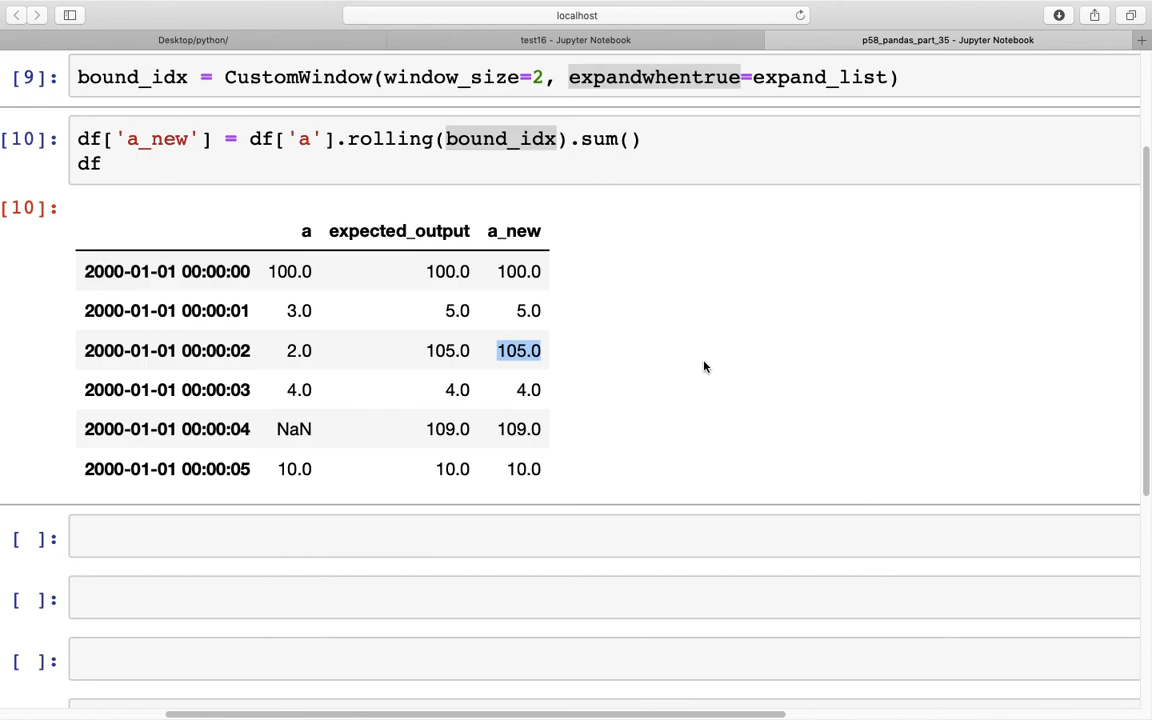 localhost
Desktop/python/
test16 - Jupyter Notebook
p58_pandas_part_35 - Jupyter Notebook
[9]: bound_idx = CustomWindow(window_size=2, expandwhentrue=expand_list)
[10]: df['a_new'] = df['a'].rolling(bound_idx).sum()
df
[10]:
a expected_output a_new
2000-01-01 00:00:00 100.0 100.0 100.0
2000-01-01 00:00:01 3.0 5.0 5.0
2000-01-01 00:00:02 2.0 105.0 105.0
2000-01-01 00:00:03 4.0 4.0 4.0
2000-01-01 00:00:04 NaN 109.0 109.0
2000-01-01 00:00:05 10.0 10.0 10.0
[ ]:
[ ]:
[ ]: